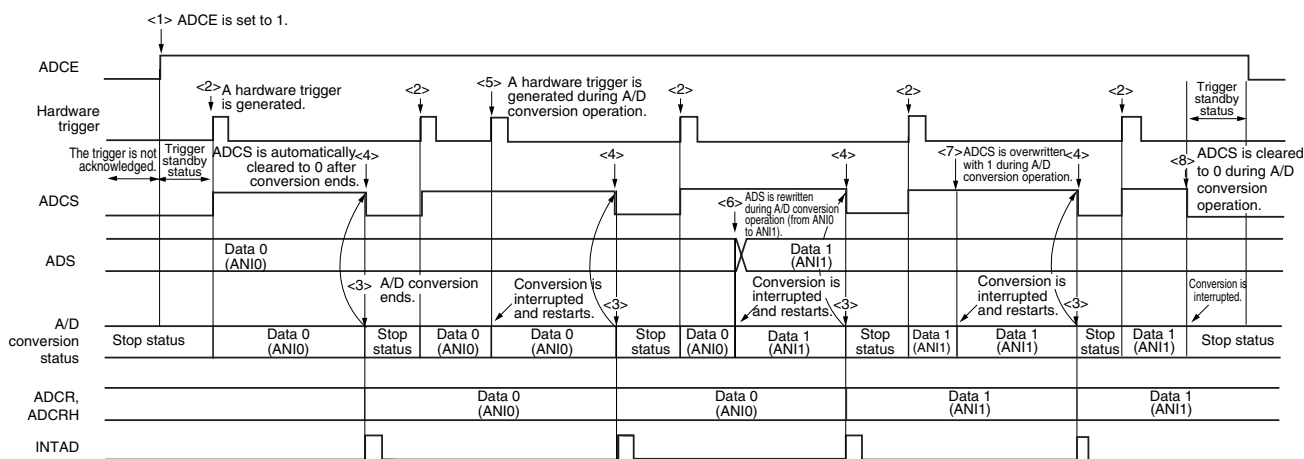 <1> ADCE is set to 1.
ADCE
<2> A hardware trigger
is generated.
<2>
<5> A hardware trigger is
generated during A/D
conversion operation.
<2>
<2>
<2>
Trigger
standby
status
Hardware
trigger
The trigger is not
acknowledged.
Trigger
standby
status
ADCS is automatically
cleared to 0 after
conversion ends.
<4>
<4>
<4>
<7> ADCS is overwritten
with 1 during A/D
conversion operation.
<4>
<8> ADCS is cleared
to 0 during A/D
conversion
operation.
ADCS
<6> ADS is rewritten
during A/D conversion
operation (from ANI0
to ANI1).
ADS
Data 0
(ANI0)
Data 1
(ANI1)
<3> A/D conversion
ends.
Conversion is
interrupted
and restarts.
<3>
Conversion is
interrupted
and restarts.
<3>
Conversion is
interrupted
and restarts.
<3>
Conversion is
interrupted.
A/D
conversion
status
Stop status
Data 0
(ANI0)
Stop
status
Data 0
(ANI0)
Data 0
(ANI0)
Stop
status
Data 0
(ANI0)
Data 1
(ANI1)
Stop
status
Data 1
(ANI1)
Data 1
(ANI1)
Stop
status
Data 1
(ANI1)
Stop status
ADCR,
ADCRH
Data 0
(ANI0)
Data 0
(ANI0)
Data 1
(ANI1)
Data 1
(ANI1)
INTAD